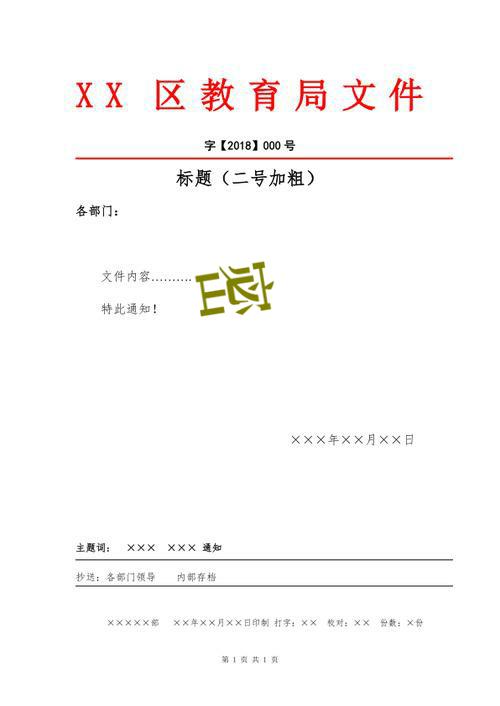 XX 区教育局文件
字【2018】000 号
标题（二号加粗）
各部门：
文件内容……….
特此通知！
×××年××月××日
主题词： ××× ××× 通知
抄送：各部门领导 内部存档
×××××部 ××年××月××日印制 打字：×× 校对：×× 份数：×份
第 1 页 共 1 页